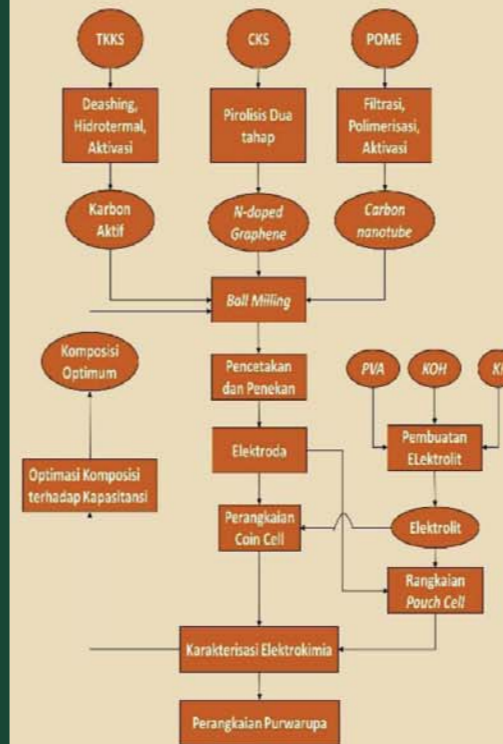 TKKS
CKS
POME
Deashing,
Hidrotermal,
Aktivasi
Pirolisis Dua
tahap
Filtrasi,
Polimerisasi,
Aktivasi
Karbon
Aktif
N-doped
Graphene
Carbon
nanotube
Ball Milling
Komposisi
Optimum
Pencetakan
dan Penekan
PVA
KOH
Optimasi Komposisi
terhadap Kapasitansi
Elektroda
Pembuatan
ELektrolit
Perangkaian
Coin Cell
Elektrolit
Rangkaian
Pouch Cell
Karakterisasi Elektrokimia
Perangkaian Purwarupa